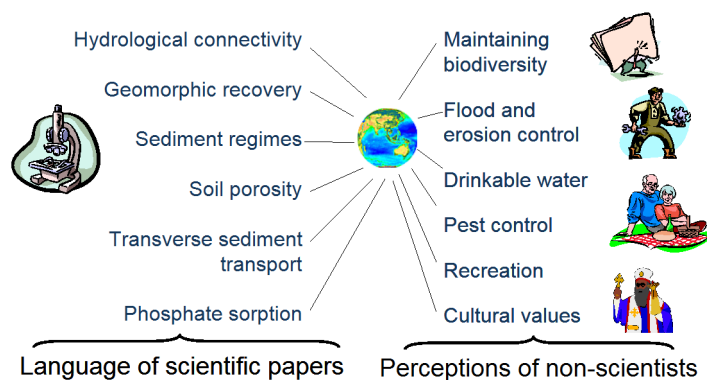 Hydrological connectivity
Geomorphic recovery
Sediment regimes
Soil porosity
Transverse sediment
transport
Phosphate sorption
Language of scientific papers
Maintaining
biodiversity
Flood and
erosion control
Drinkable water
Pest control
Recreation
Cultural values
Perceptions of non-scientists